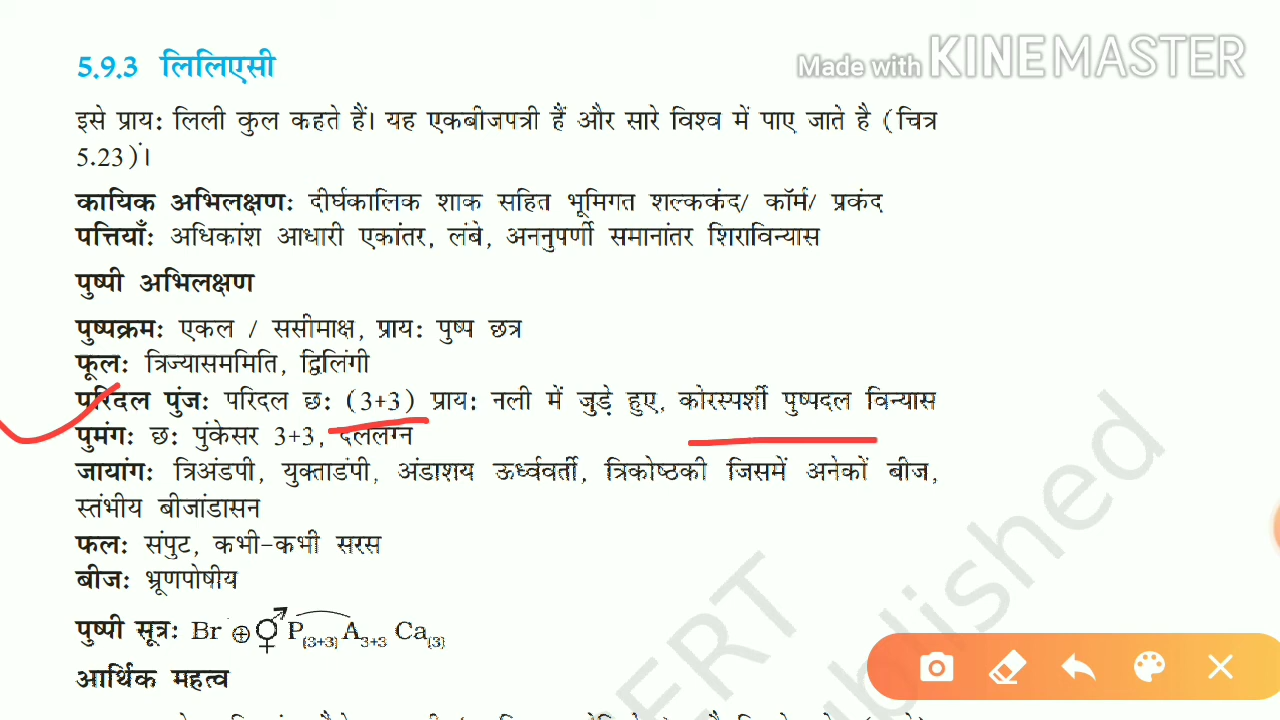 5.9.3 लिलिएसी
Made with KINEMASTER
इसे प्राय: लिली कुल कहते हैं। यह एकबीजपत्री हैं और सारे विश्व में पाए जाते है (चित्र
5.23)ं।
कायिक अभिलक्षण: दीर्घकालिक शाक सहित भूमिगत शल्ककंद/ कॉर्म/ प्रकंद
पत्तियाँ: अधिकांश आधारी एकांतर, लंबे, अननुपर्णी समानांतर शिराविन्यास
पुष्पी अभिलक्षण
पुष्पक्रम: एकल / ससीमाक्ष, प्राय: पुष्प छत्र
फूल: त्रिज्यासममिति, द्विलिंगी
परिदल पुंज: परिदल छ: (3+3) प्राय: नली में जुड़े हुए, कोरस्पर्शी पुष्पदल विन्यास
पुमंग: छ: पुंकेसर 3+3, दललग्न
जायांग: त्रिअंडपी, युक्ताडंपी, अंडाशय ऊर्ध्ववर्ती, त्रिकोष्ठकी जिसमें अनेकों बीज,
स्तंभीय बीजांडासन
फल: संपुट, कभी-कभी सरस
बीज: भ्रूणपोषीय
पुष्पी सूत्र: Br ⊕ ⚥ P(3+3) A3+3 Ca(3)
आर्थिक महत्व